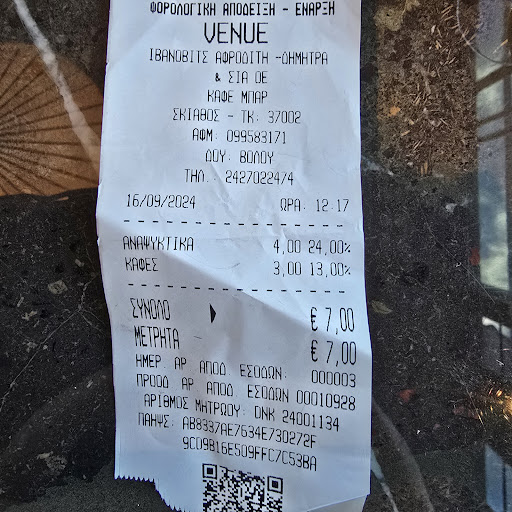 ΦΟΡΟΛΟΓΙΚΗ ΑΠΟΔΕΙΞΗ - ΕΝΑΡΞΗ
VENUE
ΙΒΑΝΟΒΙΤΣ ΑΦΡΟΔΙΤΗ -ΔΗΜΗΤΡΑ
& ΣΙΑ ΟΕ
ΚΑΦΕ ΜΠΑΡ
ΣΚΙΑΘΟΣ - ΤΚ: 37002
ΑΦΜ: 099583171
ΔΟΥ: ΒΟΛΟΥ
ΤΗΛ.: 2427022474
16/09/2024 ΩΡΑ: 12-17
ΑΝΑΨΥΚΤΙΚΑ 4,00 24,00%
ΚΑΦΕΣ 3,00 13,00%
ΣΥΝΟΛΟ € 7,00
ΜΕΤΡΗΤΑ € 7,00
ΗΜΕΡ. ΑΡ. ΑΠΟΔ. ΕΣΟΔΩΝ: 000003
ΠΡΟΟΔ. ΑΡ. ΑΠΟΔ. ΕΣΟΔΩΝ 00010928
ΑΡΙΘΜΟΣ ΜΗΤΡΩΟΥ: DNK 24001134
ΠΑΗΨΣ: AB8337AE7634E730272F
9CD9B16E509FFC7C53BA